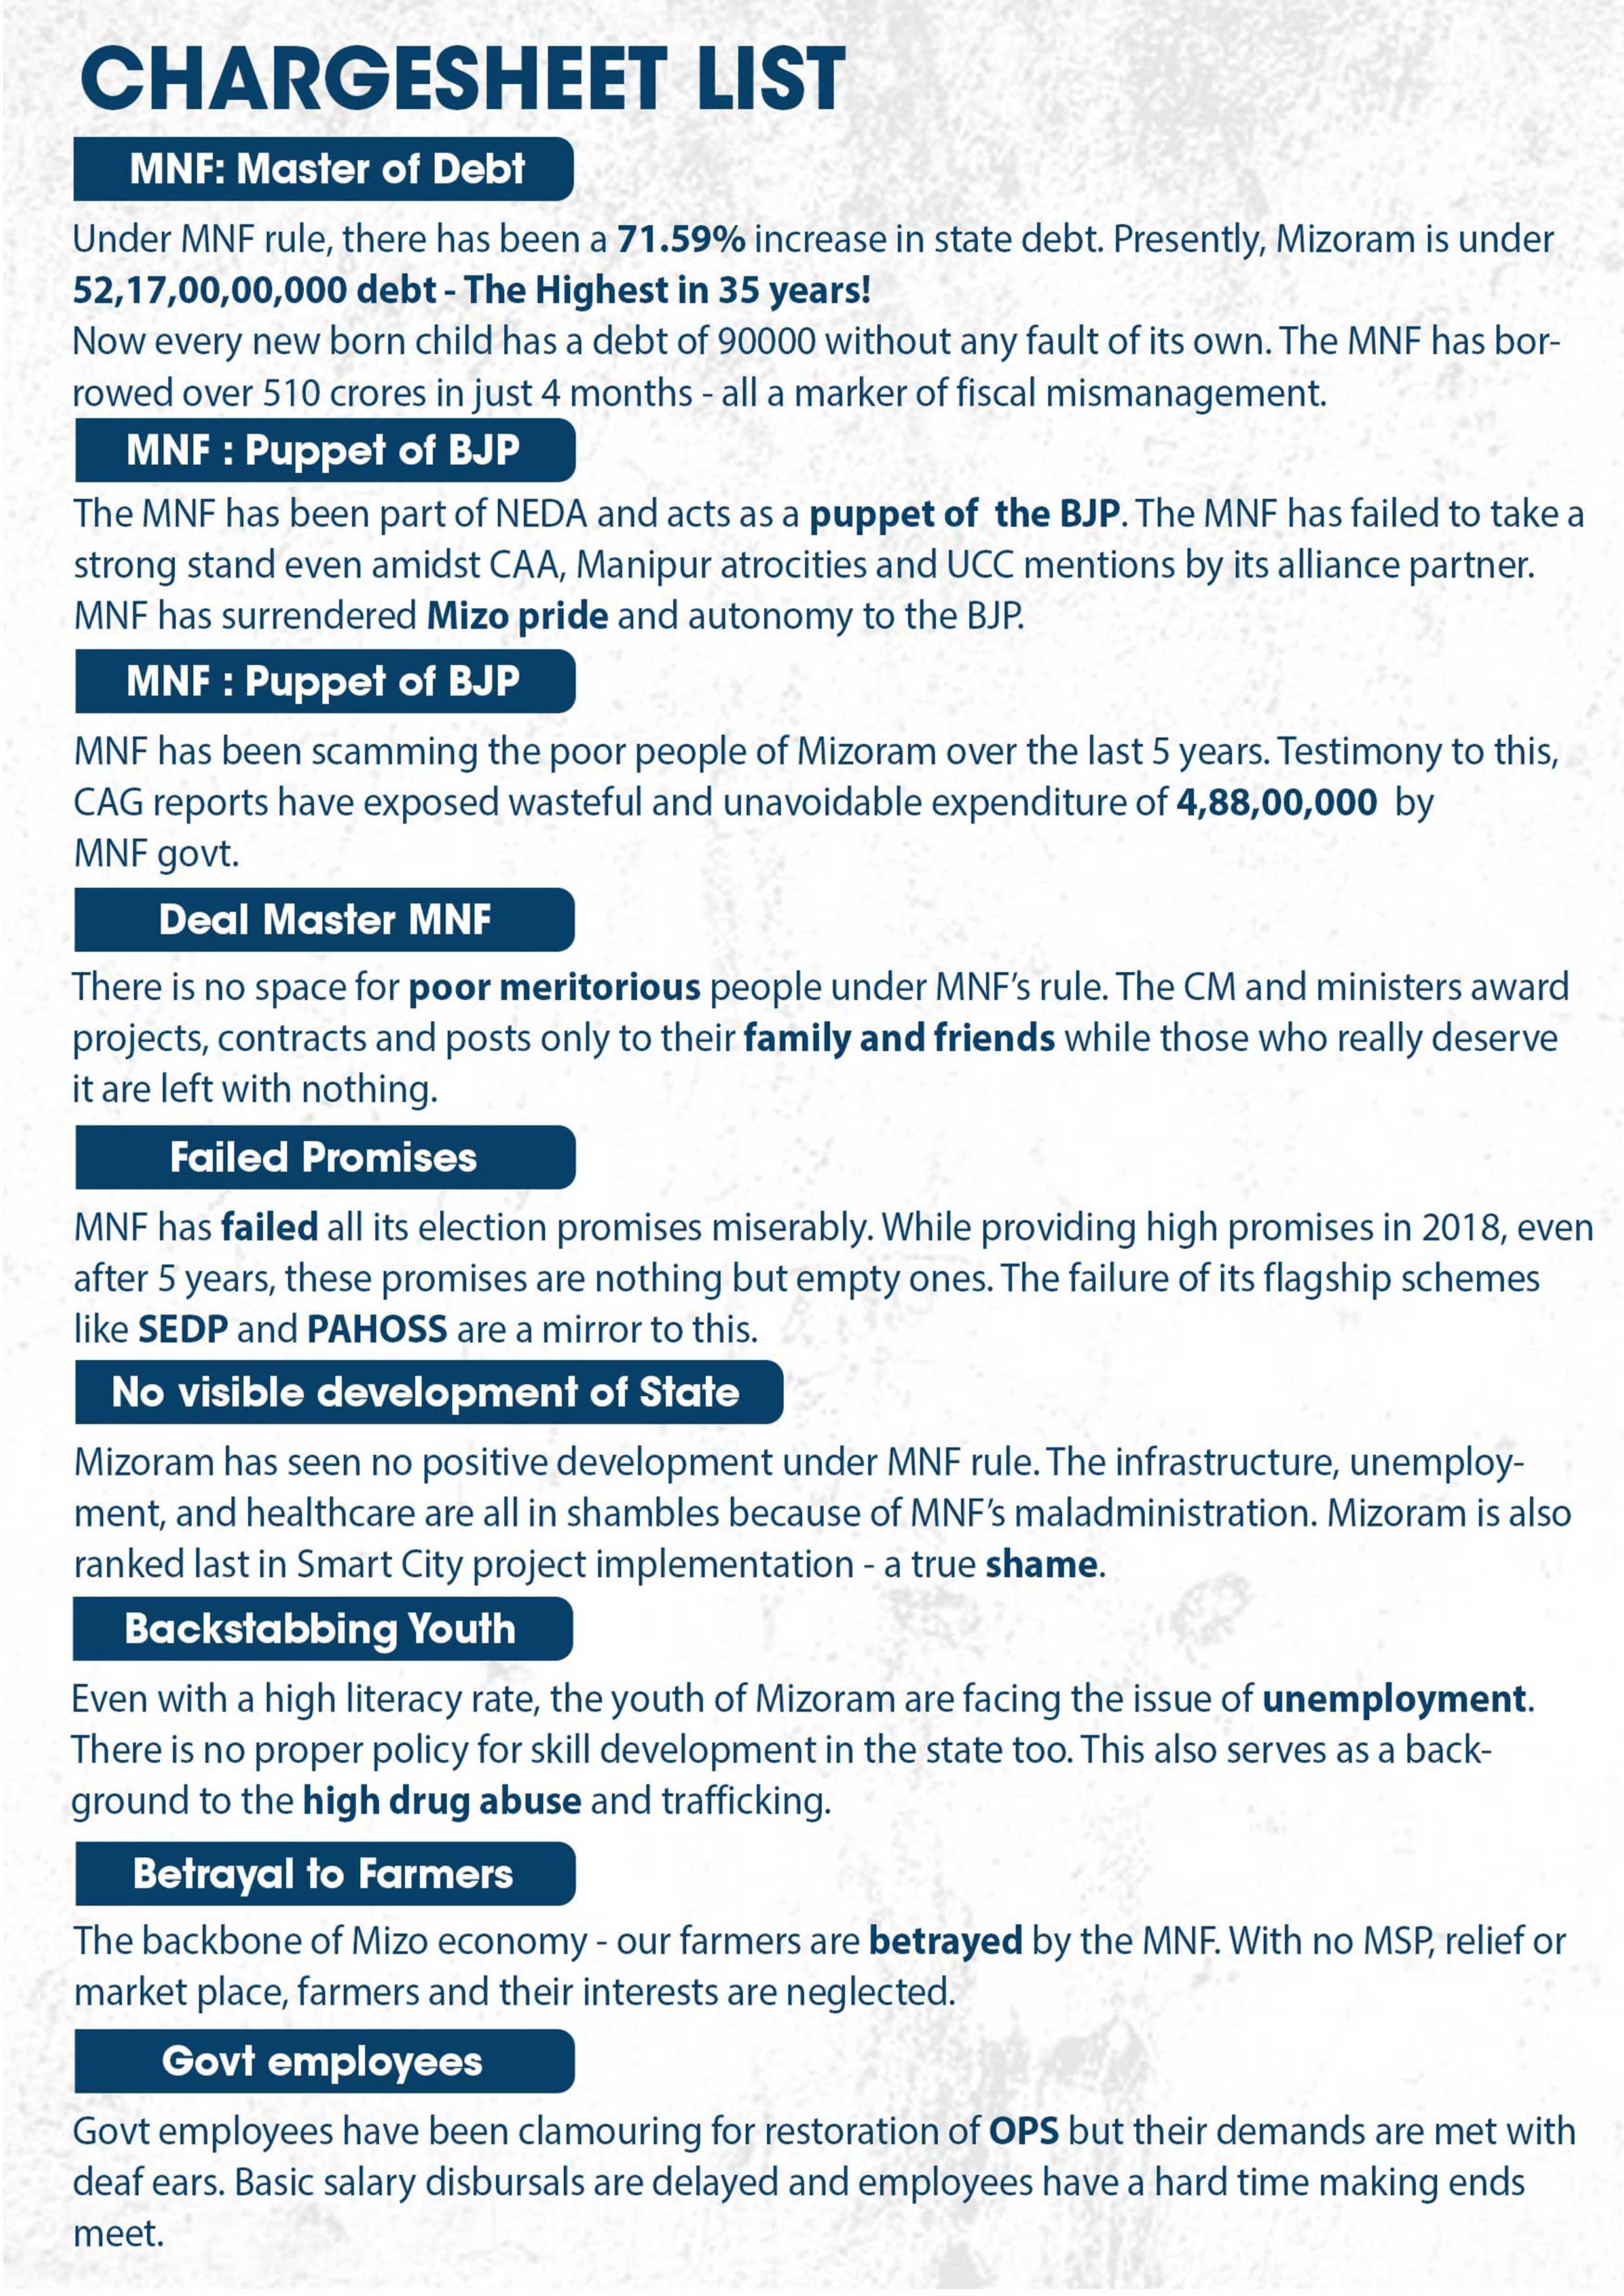 CHARGESHEET LIST
MNF: Master of Debt
Under MNF rule, there has been a 71.59% increase in state debt. Presently, Mizoram is under
52,17,00,00,000 debt - The Highest in 35 years!
Now every new born child has a debt of 90000 without any fault of its own. The MNF has bor-
rowed over 510 crores in just 4 months - all a marker of fiscal mismanagement.
MNF : Puppet of BJP
The MNF has been part of NEDA and acts as a puppet of the BJP. The MNF has failed to take a
strong stand even amidst CAA, Manipur atrocities and UCC mentions by its alliance partner.
MNF has surrendered Mizo pride and autonomy to the BJP.
MNF : Puppet of BJP
MNF has been scamming the poor people of Mizoram over the last 5 years. Testimony to this,
CAG reports have exposed wasteful and unavoidable expenditure of 4,88,00,000 by
MNF govt.
Deal Master MNF
There is no space for poor meritorious people under MNF’s rule. The CM and ministers award
projects, contracts and posts only to their family and friends while those who really deserve
it are left with nothing.
Failed Promises
MNF has failed all its election promises miserably. While providing high promises in 2018, even
after 5 years, these promises are nothing but empty ones. The failure of its flagship schemes
like SEDP and PAHOSS are a mirror to this.
No visible development of State
Mizoram has seen no positive development under MNF rule. The infrastructure, unemploy-
ment, and healthcare are all in shambles because of MNF’s maladministration. Mizoram is also
ranked last in Smart City project implementation - a true shame.
Backstabbing Youth
Even with a high literacy rate, the youth of Mizoram are facing the issue of unemployment.
There is no proper policy for skill development in the state too. This also serves as a back-
ground to the high drug abuse and trafficking.
Betrayal to Farmers
The backbone of Mizo economy - our farmers are betrayed by the MNF. With no MSP, relief or
market place, farmers and their interests are neglected.
Govt employees
Govt employees have been clamouring for restoration of OPS but their demands are met with
deaf ears. Basic salary disbursals are delayed and employees have a hard time making ends
meet.